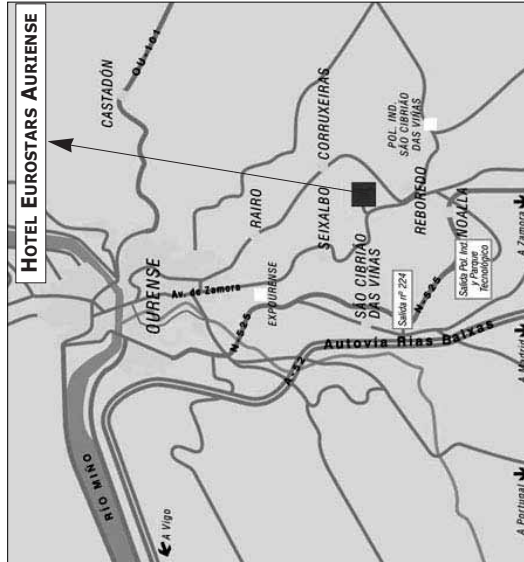 HOTEL EUROSTARS AURIENSE
OU-101
CASTADÓN
CORRUXEIRAS
POL. IND.
SÃO CIBRIÃO
DAS VIÑAS
RAIRO
SEIXALBO
REBOREDO
NOALLA
OURENSE
Av. de Zamora
EXPOURENSE
SÃO CIBRIÃO
DAS VIÑAS
Salida nº 224
N-525
Salida Pol. Ind.
y Parque
Tecnológico
A Zamora
N-525
Autovia Rias Baixas
A-52
A Madrid
RÍO MIÑO
A Vigo
A Portugal